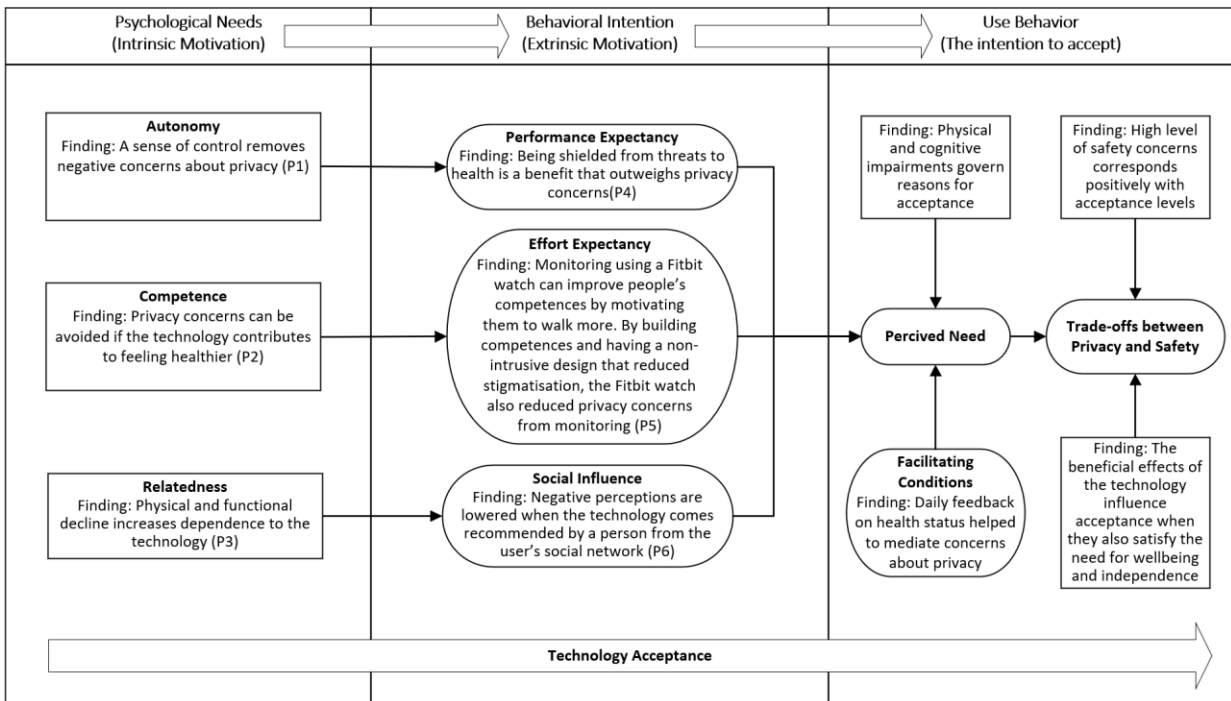 Psychological Needs
(Intrinsic Motivation)
Behavioral Intention
(Extrinsic Motivation)
Use Behavior
(The intention to accept)
Autonomy
Finding: A sense of control removes
negative concerns about privacy (P1)
Competence
Finding: Privacy concerns can be
avoided if the technology contributes
to feeling healthier (P2)
Relatedness
Finding: Physical and functional
decline increases dependence to the
technology (P3)
Performance Expectancy
Finding: Being shielded from threats to
health is a benefit that outweighs privacy
concerns(P4)
Effort Expectancy
Finding: Monitoring using a Fitbit
watch can improve people's
competences by motivating
them to walk more. By building
competences and having a non-
intrusive design that reduced
stigmatisation, the Fitbit watch
also reduced privacy concerns
from monitoring (P5)
Social Influence
Finding: Negative perceptions are
lowered when the technology comes
recommended by a person from the
user's social network (P6)
Finding: Physical
and cognitive
impairments govern
reasons for
acceptance
Percived Need
Facilitating
Conditions
Finding: Daily feedback
on health status helped
to mediate concerns
about privacy
Finding: High level
of safety concerns
corresponds
positively with
acceptance levels
Trade-offs between
Privacy and Safety
Finding: The
beneficial effects of
the technology
influence
acceptance when
they also satisfy the
need for wellbeing
and independence
Technology Acceptance